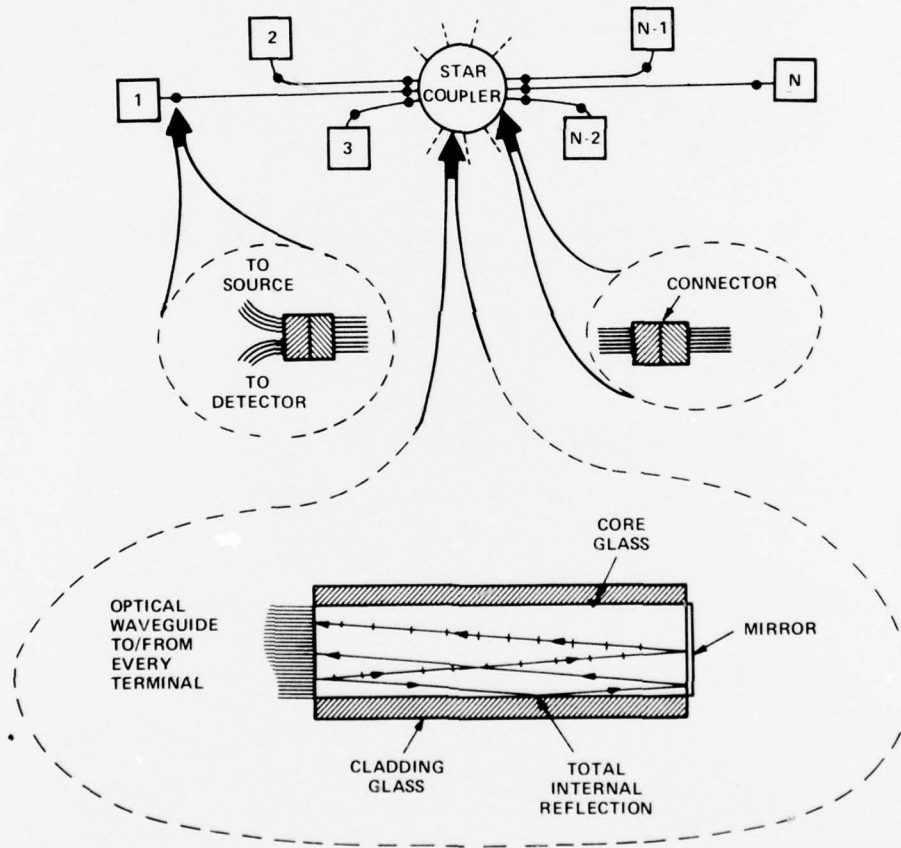 2
N-1
STAR
COUPLER
1
N
3
N-2
TO
SOURCE
CONNECTOR
TO
DETECTOR
CORE
GLASS
OPTICAL
WAVEGUIDE
TO/FROM
EVERY
TERMINAL
MIRROR
CLADDING
GLASS
TOTAL
INTERNAL
REFLECTION